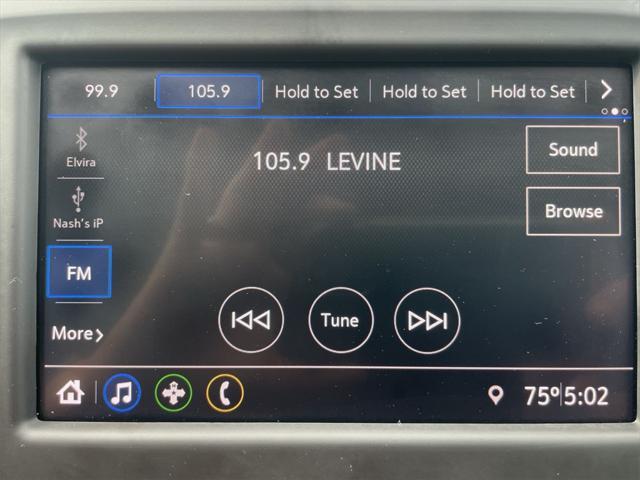 99.9 105.9 Hold to Set Hold to Set Hold to Set
Elvira
105.9 LEVINE
Sound
Nash's iP
Browse
FM
Tune
More
75° 5:02